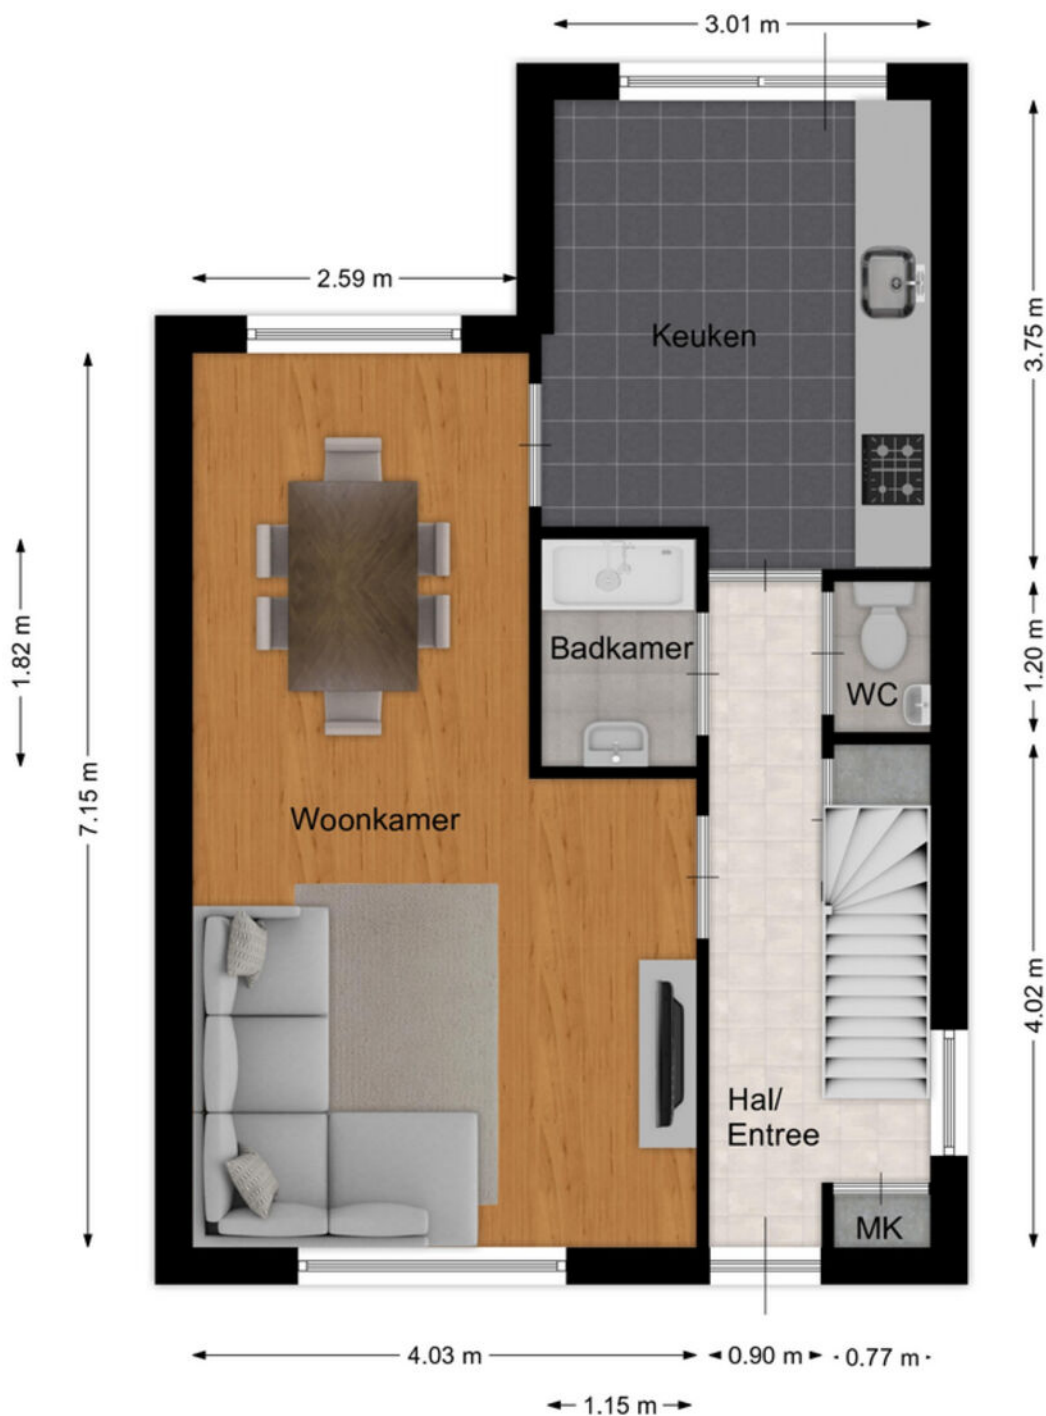 3.01 m
2.59 m
Keuken
3.75 m
1.82 m
7.15 m
Badkamer
WC
1.20 m
Woonkamer
4.02 m
Hal/
Entree
MK
4.03 m
0.90 m
0.77 m
1.15 m